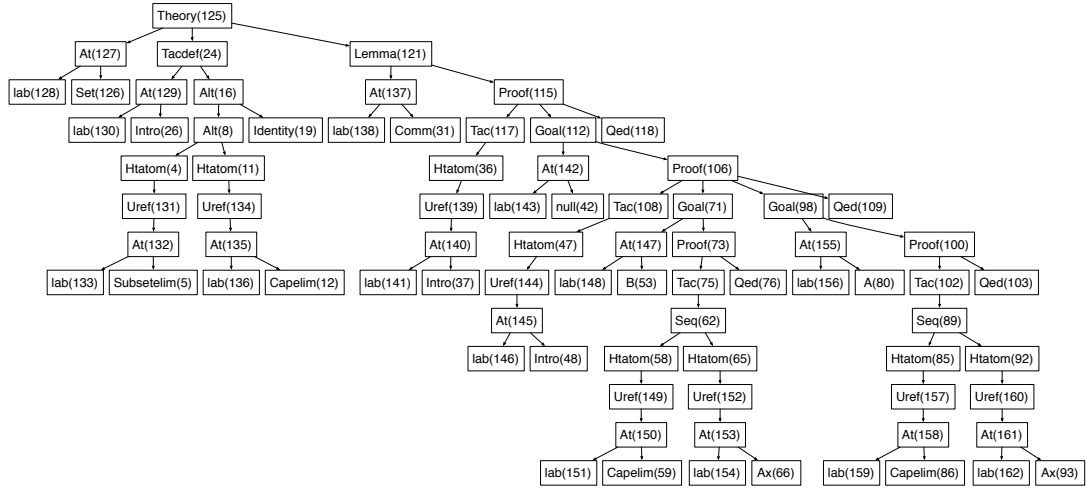 Theory(125)
At(127) Tacdef(24) Lemma(121)
lab(128) Set(126) At(129) Alt(16) At(137) Proof(115)
lab(130) Intro(26) Alt(8) Identity(19) lab(138) Comm(31) Tac(117) Goal(112) Qed(118)
Htatom(4) Htatom(11) Htatom(36) At(142) Proof(106)
Uref(131) Uref(134) Uref(139) lab(143) null(42) Tac(108) Goal(71) Goal(98) Qed(109)
At(132) At(135) At(140) Htatom(47) At(147) Proof(73) At(155) Proof(100)
lab(133) Subsetelim(5) lab(136) Capelim(12) lab(141) Intro(37) Uref(144) lab(148) B(53) Tac(75) Qed(76) lab(156) A(80) Tac(102) Qed(103)
At(145) Seq(62) Seq(89)
lab(146) Intro(48) Htatom(58) Htatom(65) Htatom(85) Htatom(92)
Uref(149) Uref(152) Uref(157) Uref(160)
At(150) At(153) At(158) At(161)
lab(151) Capelim(59) lab(154) Ax(66) lab(159) Capelim(86) lab(162) Ax(93)